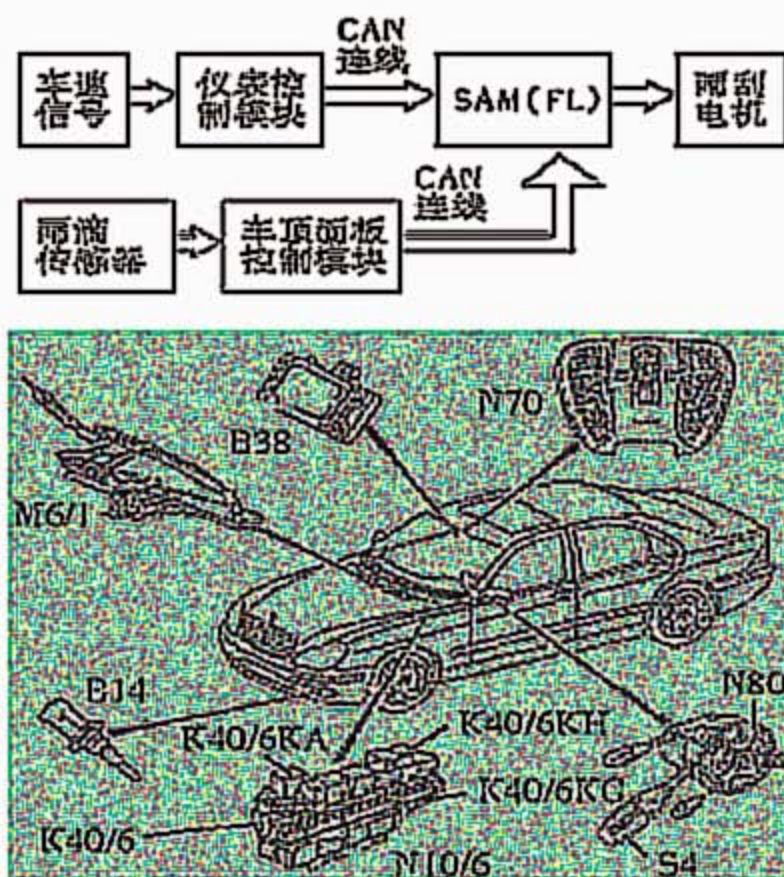 CAN
连线
车速
信号
仪表控
制模块
SAM(FL)
雨刮
电机
CAN
连线
雨滴
传感器
车顶面板
控制模块
N70
B38
M6/1
B14
N80
K40/6KA
K40/6KH
K40/6KG
K40/6
N10/6
S4